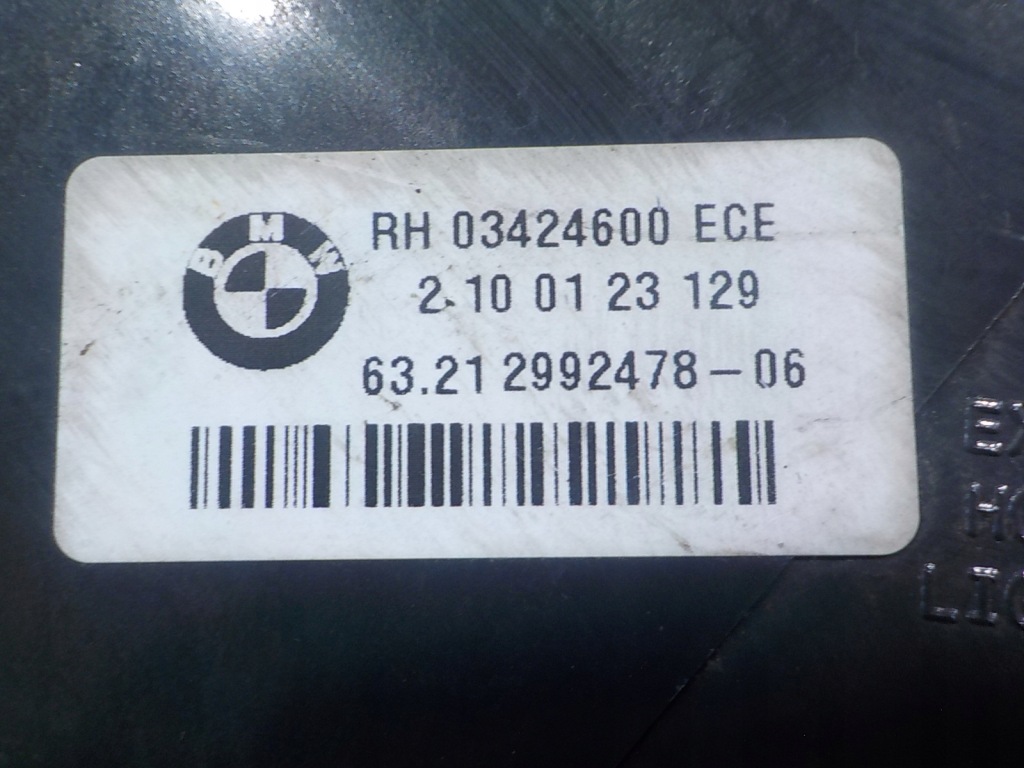 BMW
RH 03424600 ECE
2.10 01 23 129
63.21 2992478-06